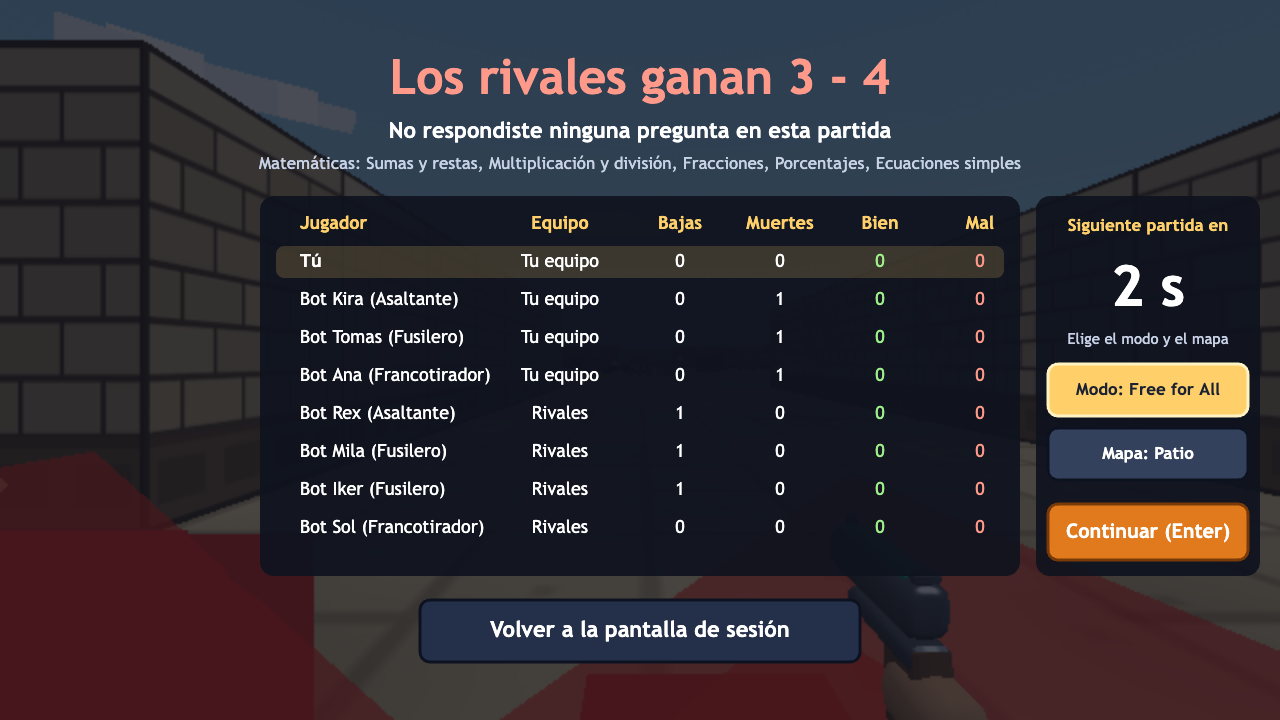 Los rivales ganan 3 - 4
No respondiste ninguna pregunta en esta partida
Matemáticas: Sumas y restas, Multiplicación y división, Fracciones, Porcentajes, Ecuaciones simples
Jugador Equipo Bajas Muertes Bien Mal
Tú Tu equipo 0 0 0 0
Bot Kira (Asaltante) Tu equipo 0 1 0 0
Bot Tomas (Fusilero) Tu equipo 0 1 0 0
Bot Ana (Francotirador) Tu equipo 0 1 0 0
Bot Rex (Asaltante) Rivales 1 0 0 0
Bot Mila (Fusilero) Rivales 1 0 0 0
Bot Iker (Fusilero) Rivales 1 0 0 0
Bot Sol (Francotirador) Rivales 0 0 0 0
Siguiente partida en
2 s
Elige el modo y el mapa
Modo: Free for All
Mapa: Patio
Continuar (Enter)
Volver a la pantalla de sesión